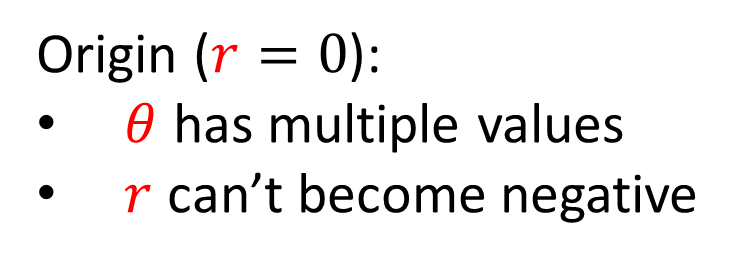 Origin (𝑟 = 0):
• 𝜃 has multiple values
• 𝑟 can’t become negative